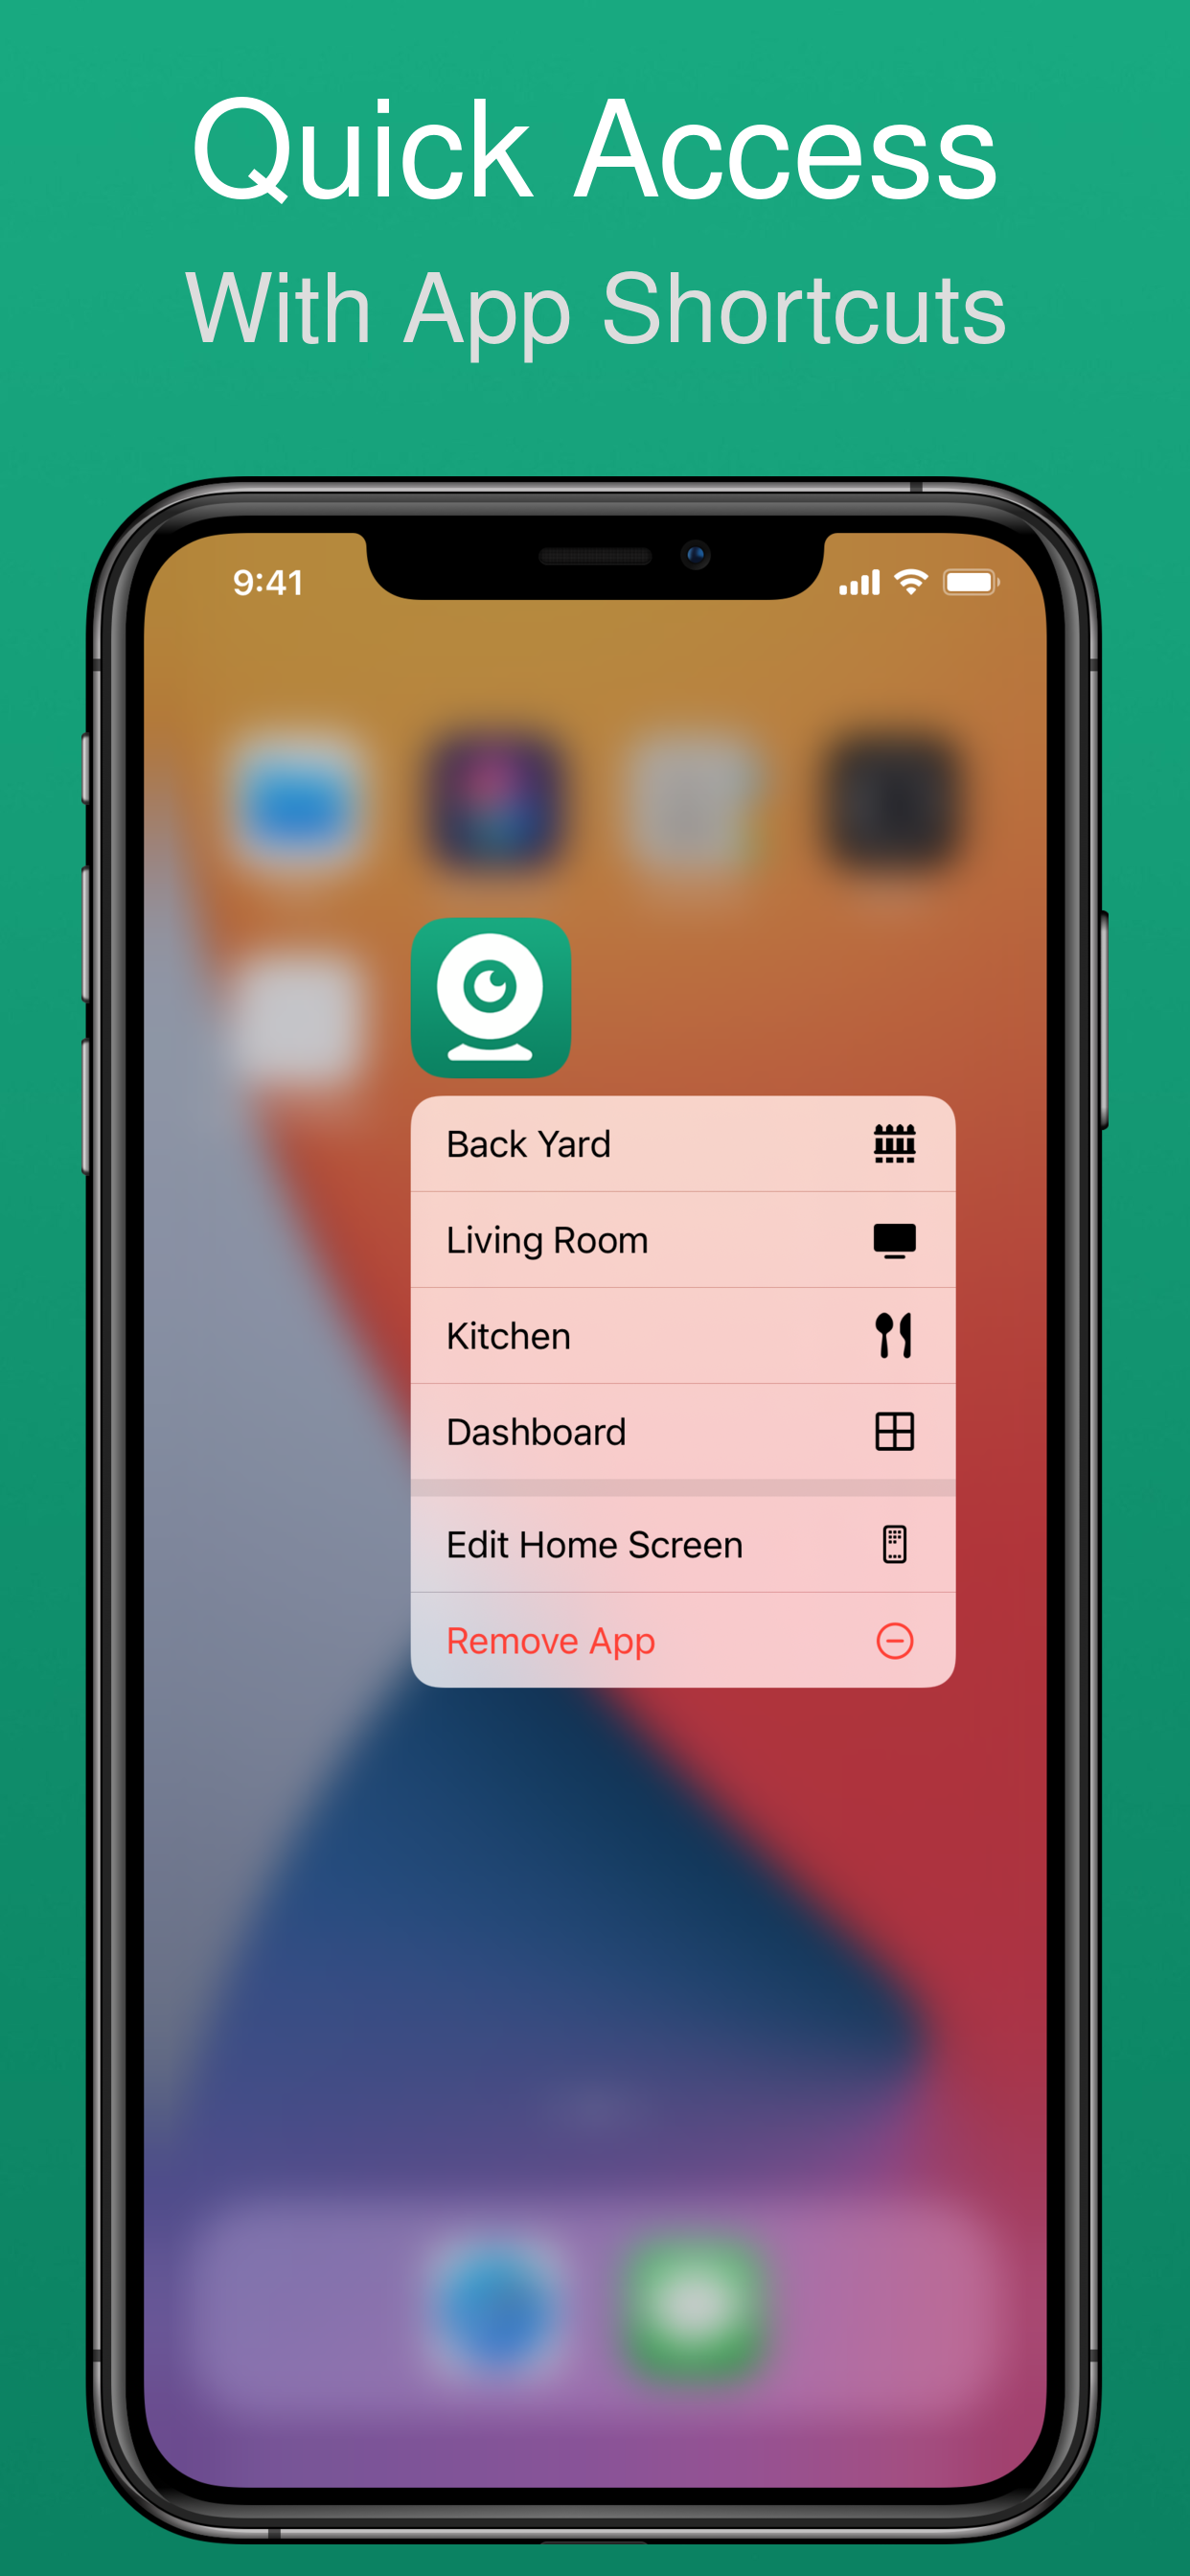 Quick Access
With App Shortcuts
9:41
Back Yard
Living Room
Kitchen
Dashboard
Edit Home Screen
Remove App